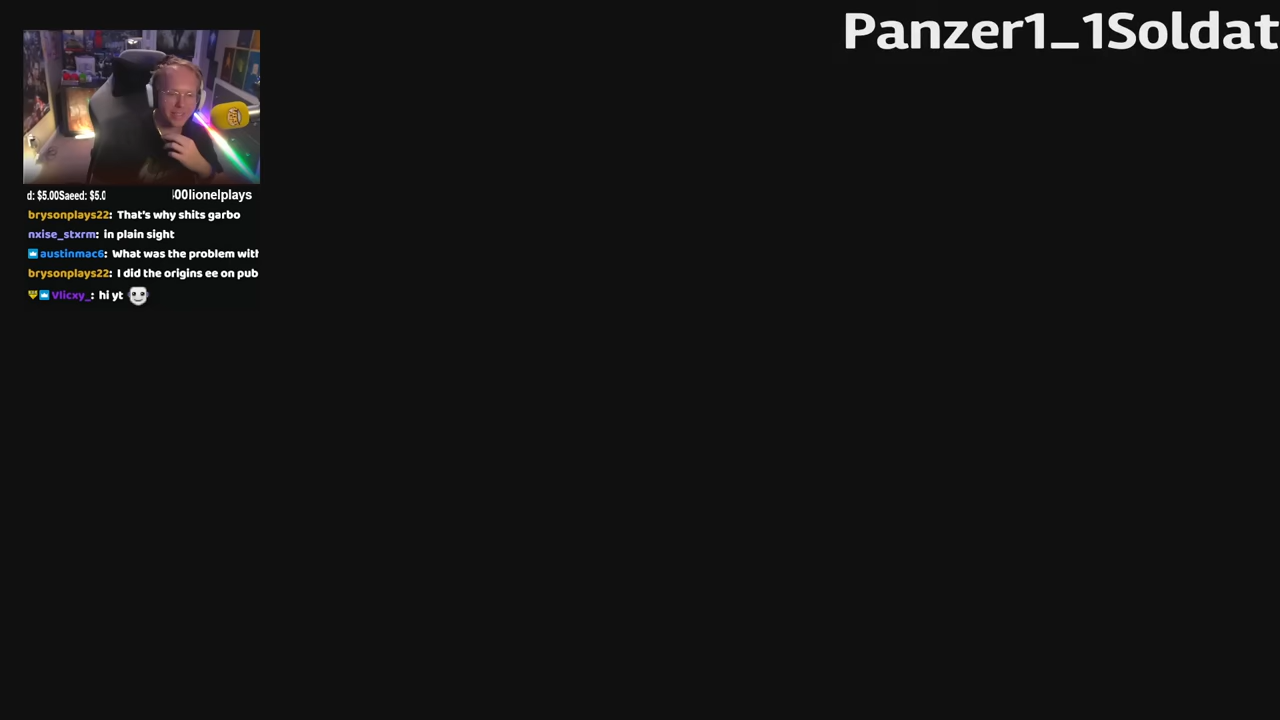 Panzer1_1Soldat
d: $5.00Saeed: $5.0
00lionelplays
brysonplays22: That's why shits garbo
nxise_stxrm: in plain sight
austinmac6: What was the problem with
brysonplays22: I did the origins ee on pub
Vlicxy_: hi yt